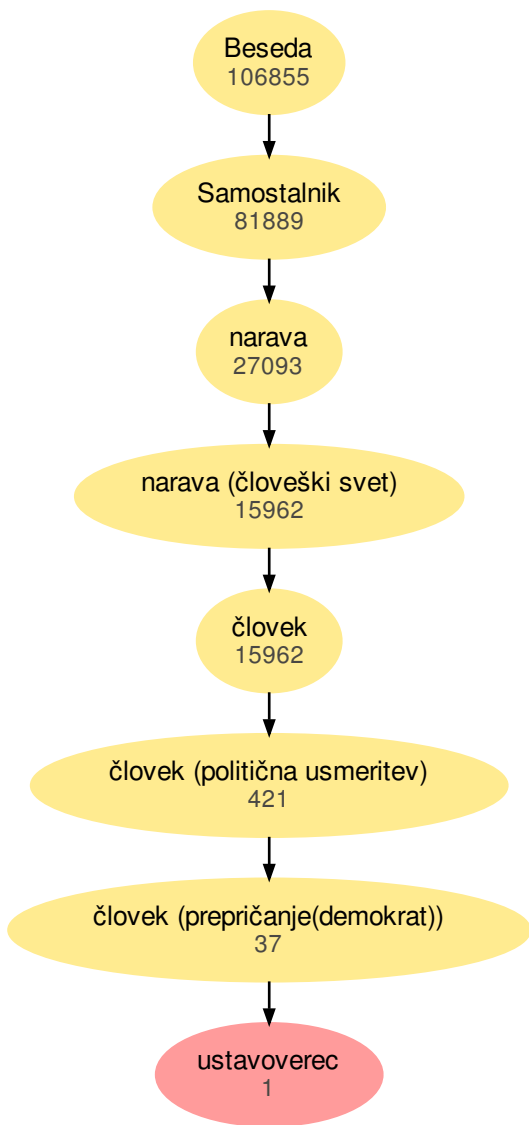 Beseda
106855
Samostalnik
81889
narava
27093
narava (človeški svet)
15962
človek
15962
človek (politična usmeritev)
421
človek (prepričanje(demokrat))
37
ustavoverec
1